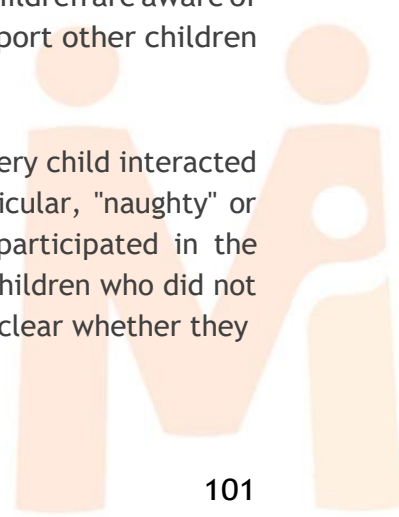 children are aware of
port other children
ery child interacted
icular, "naughty" or
participated in the
hildren who did not
clear whether they
101